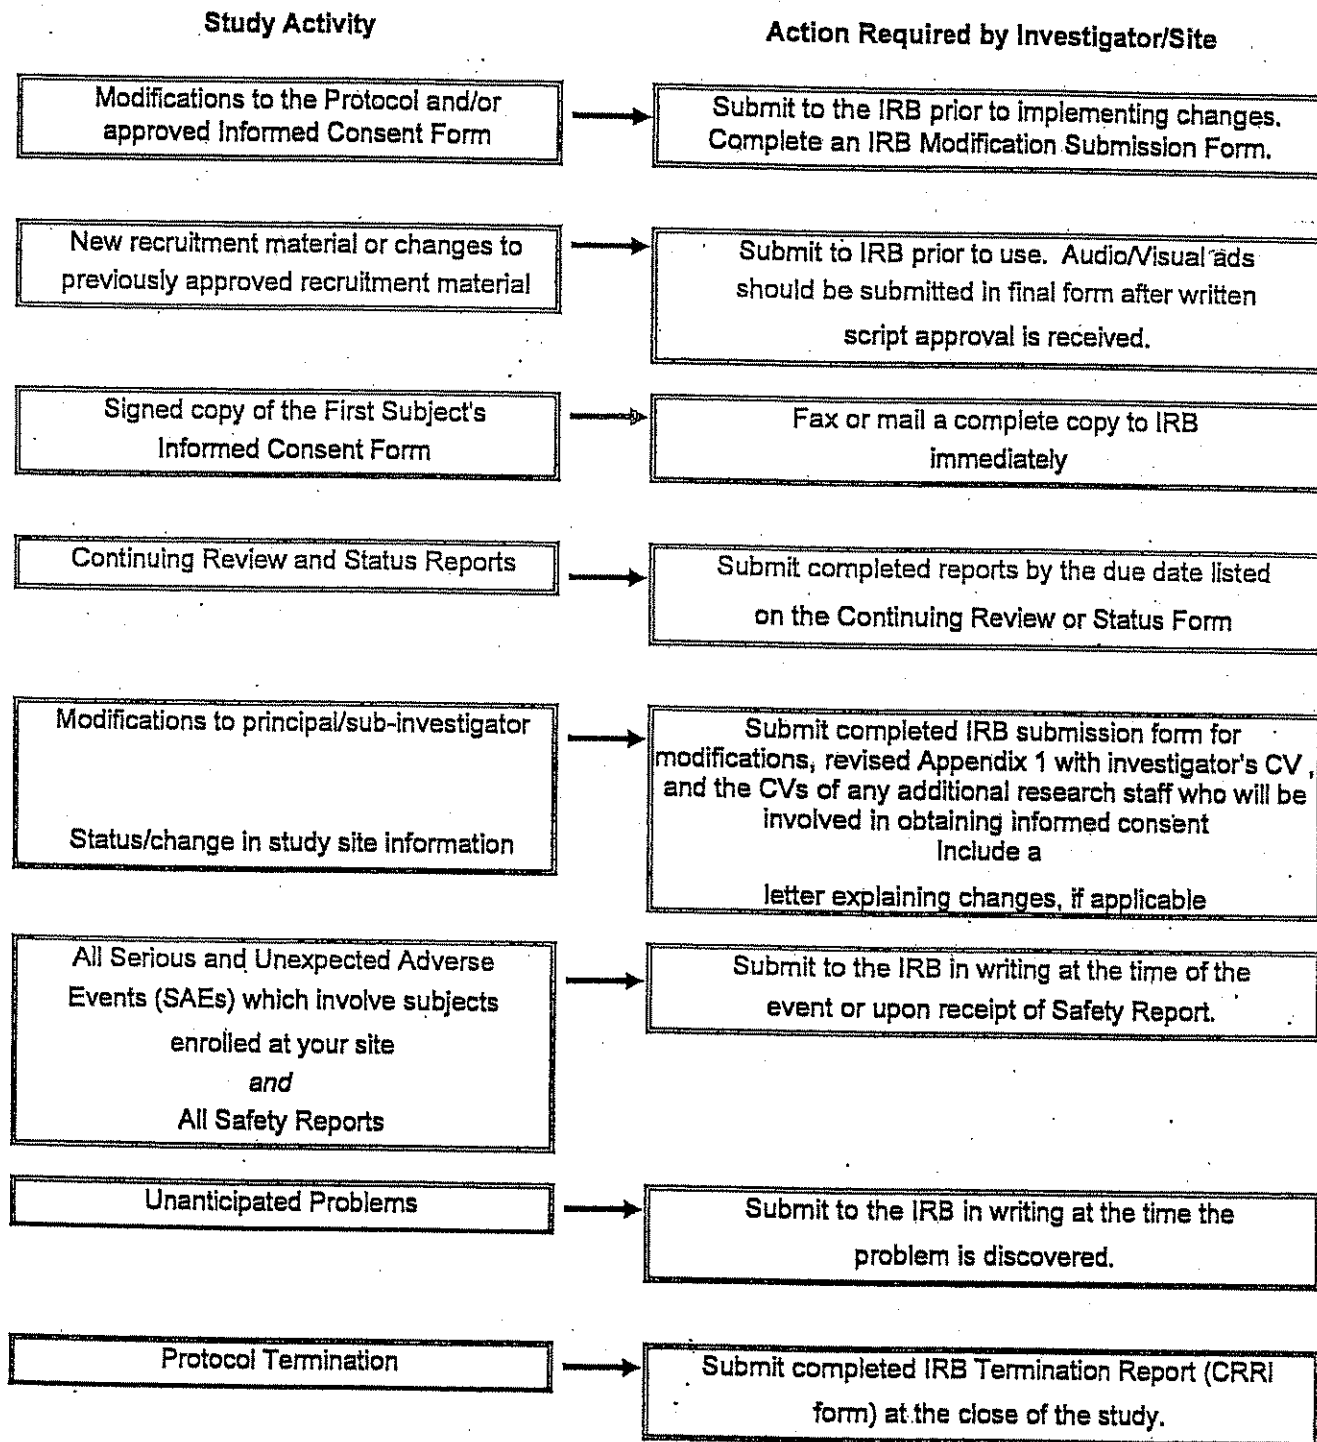 Study Activity
Action Required by Investigator/Site
Modifications to the Protocol and/or
approved Informed Consent Form
Submit to the IRB prior to implementing changes.
Complete an IRB Modification Submission Form.
New recruitment material or changes to
previously approved recruitment material
Submit to IRB prior to use. Audio/Visual ads
should be submitted in final form after written
script approval is received.
Signed copy of the First Subject's
Informed Consent Form
Fax or mail a complete copy to IRB
immediately
Continuing Review and Status Reports
Submit completed reports by the due date listed
on the Continuing Review or Status Form
Modifications to principal/sub-investigator
Status/change in study site information
Submit completed IRB submission form for
modifications, revised Appendix 1 with investigator's CV,
and the CVs of any additional research staff who will be
involved in obtaining informed consent
Include a
letter explaining changes, if applicable
All Serious and Unexpected Adverse
Events (SAEs) which involve subjects
enrolled at your site
and
All Safety Reports
Submit to the IRB in writing at the time of the
event or upon receipt of Safety Report.
Unanticipated Problems
Submit to the IRB in writing at the time the
problem is discovered.
Protocol Termination
Submit completed IRB Termination Report (CRRI
form) at the close of the study.